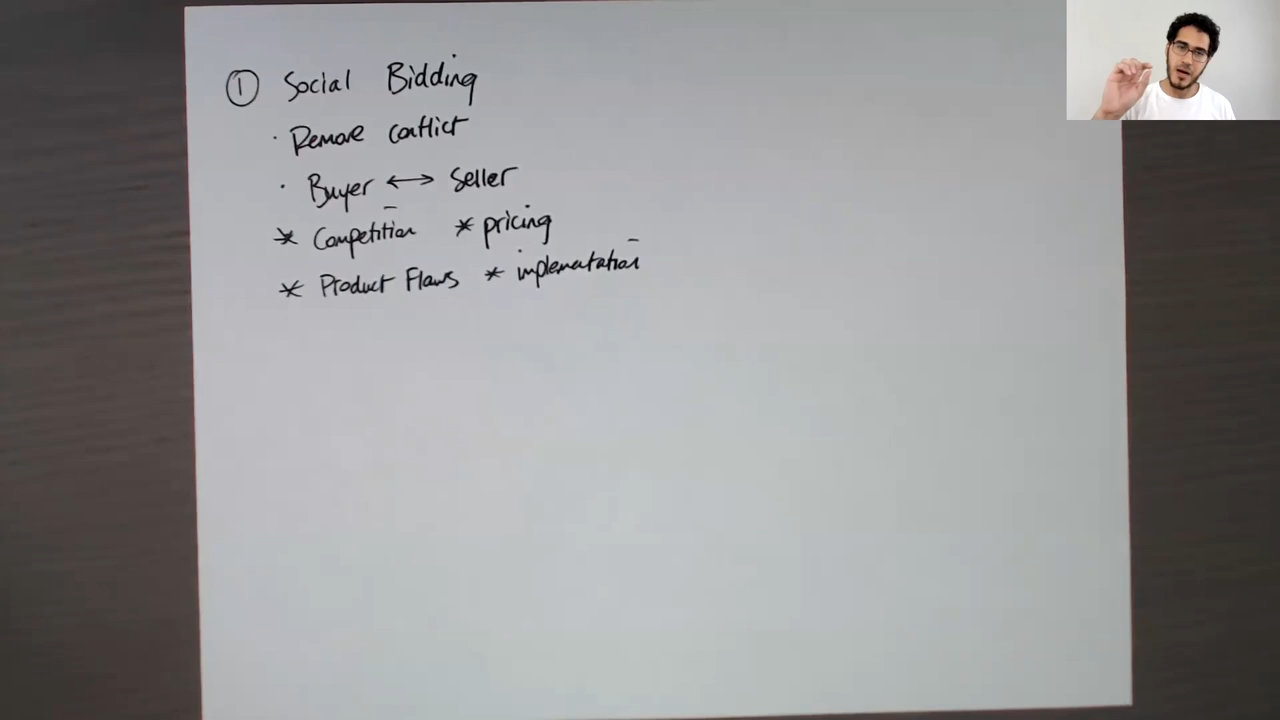 ① Social Bidding
· Remove conflict
· Buyer ↔ Seller
* Competition * pricing
* Product Flaws * implementation